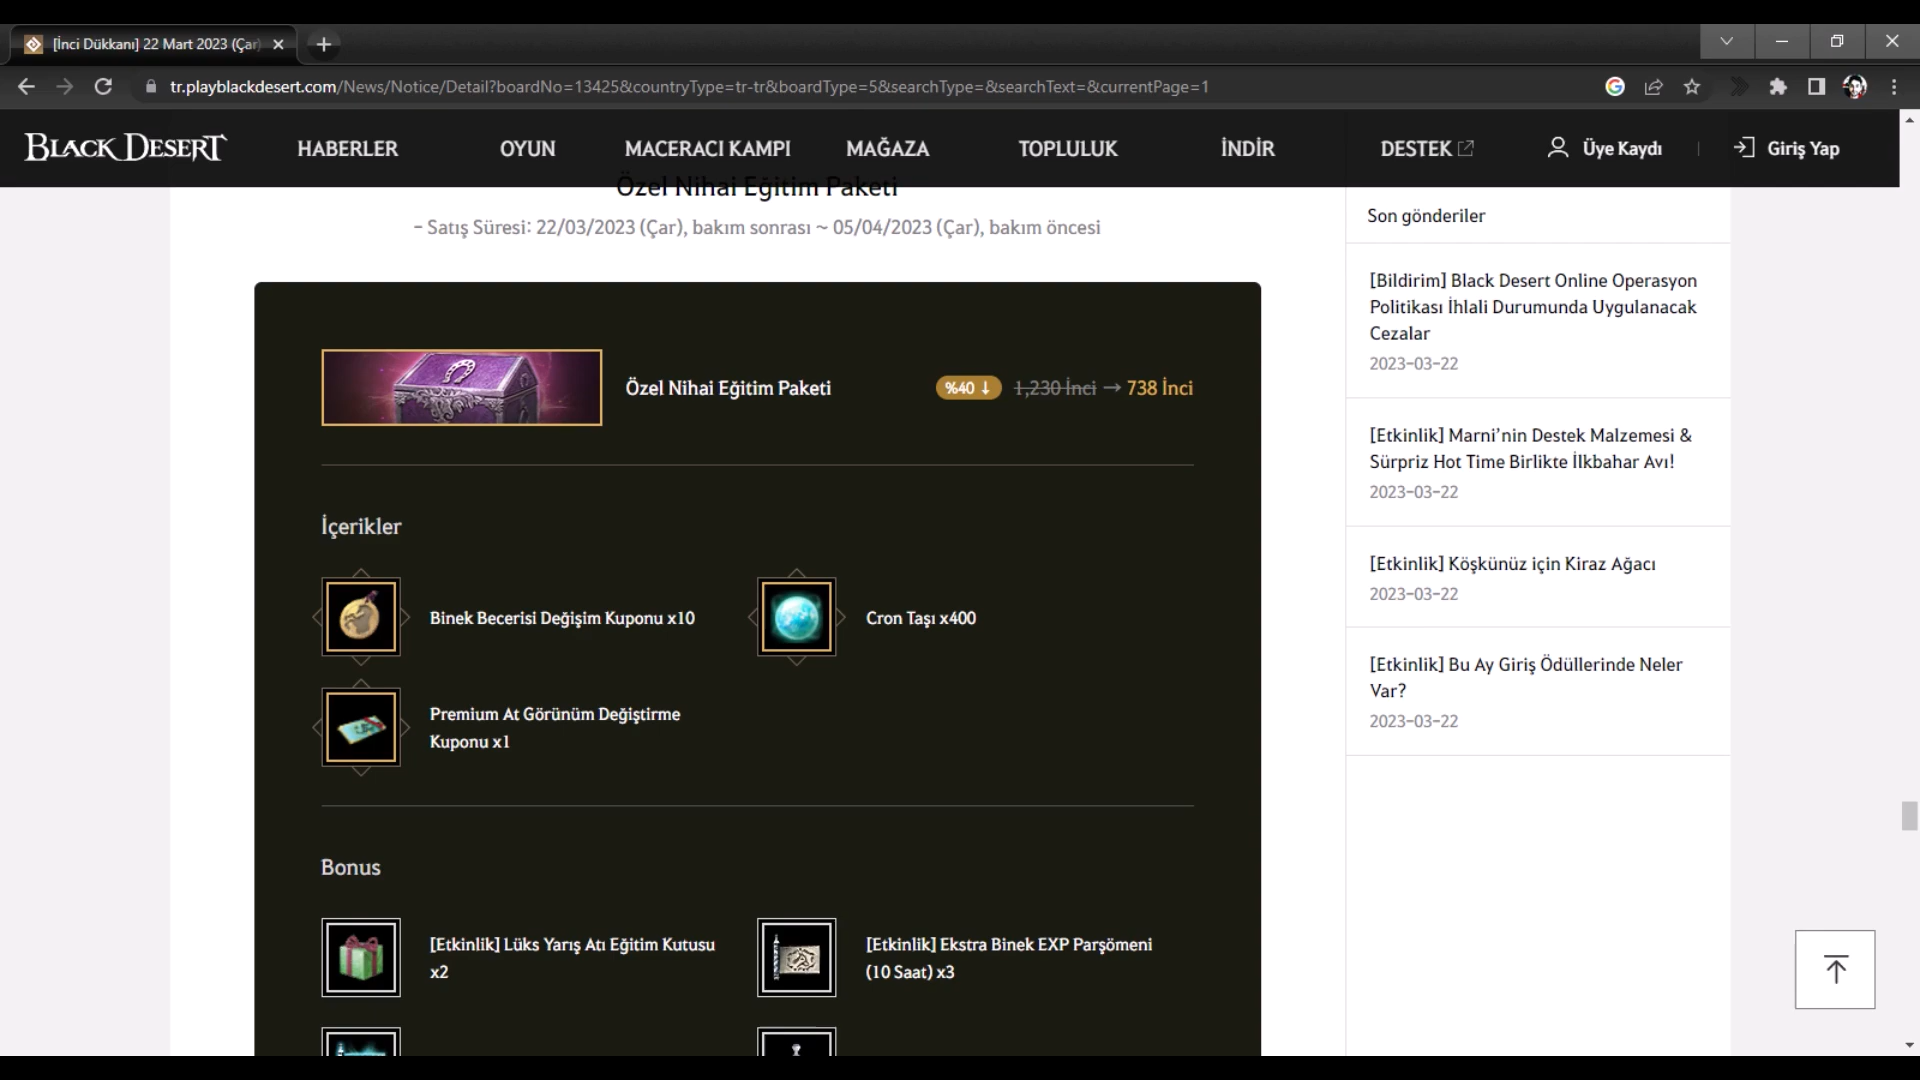 [İnci Dükkanı] 22 Mart 2023 (Çar)
tr.playblackdesert.com/News/Notice/Detail?boardNo=13425&countryType=tr-tr&boardType=5&searchType=&searchText=&currentPage=1
BLACK DESERT
HABERLER
OYUN
MACERACI KAMPI
MAĞAZA
TOPLULUK
İNDİR
DESTEK
Üye Kaydı
Giriş Yap
Özel Nihai Eğitim Paketi
- Satış Süresi: 22/03/2023 (Çar), bakım sonrası ~ 05/04/2023 (Çar), bakım öncesi
Özel Nihai Eğitim Paketi
%40 ↓ 1,230 İnci → 738 İnci
İçerikler
Binek Becerisi Değişim Kuponu x10
Cron Taşı x400
Premium At Görünüm Değiştirme
Kuponu x1
Bonus
[Etkinlik] Lüks Yarış Atı Eğitim Kutusu
x2
[Etkinlik] Ekstra Binek EXP Parşömeni
(10 Saat) x3
Son gönderiler
[Bildirim] Black Desert Online Operasyon
Politikası İhlali Durumunda Uygulanacak
Cezalar
2023-03-22
[Etkinlik] Marni'nin Destek Malzemesi &
Sürpriz Hot Time Birlikte İlkbahar Avı!
2023-03-22
[Etkinlik] Köşkünüz için Kiraz Ağacı
2023-03-22
[Etkinlik] Bu Ay Giriş Ödüllerinde Neler
Var?
2023-03-22